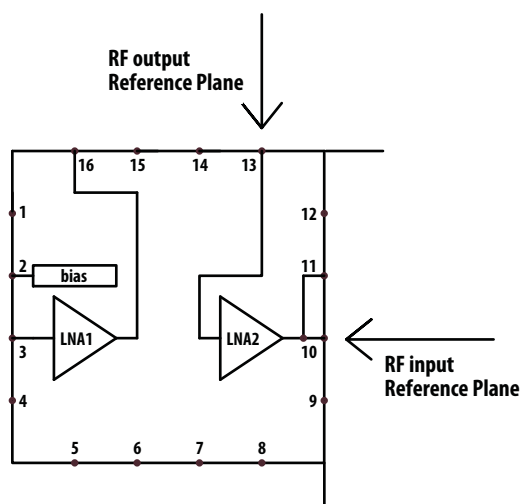 RF output
Reference Plane
16 15 14 13
1 12
2 bias 11
LNA1 LNA2
3 10
RF input
Reference Plane
4 9
5 6 7 8